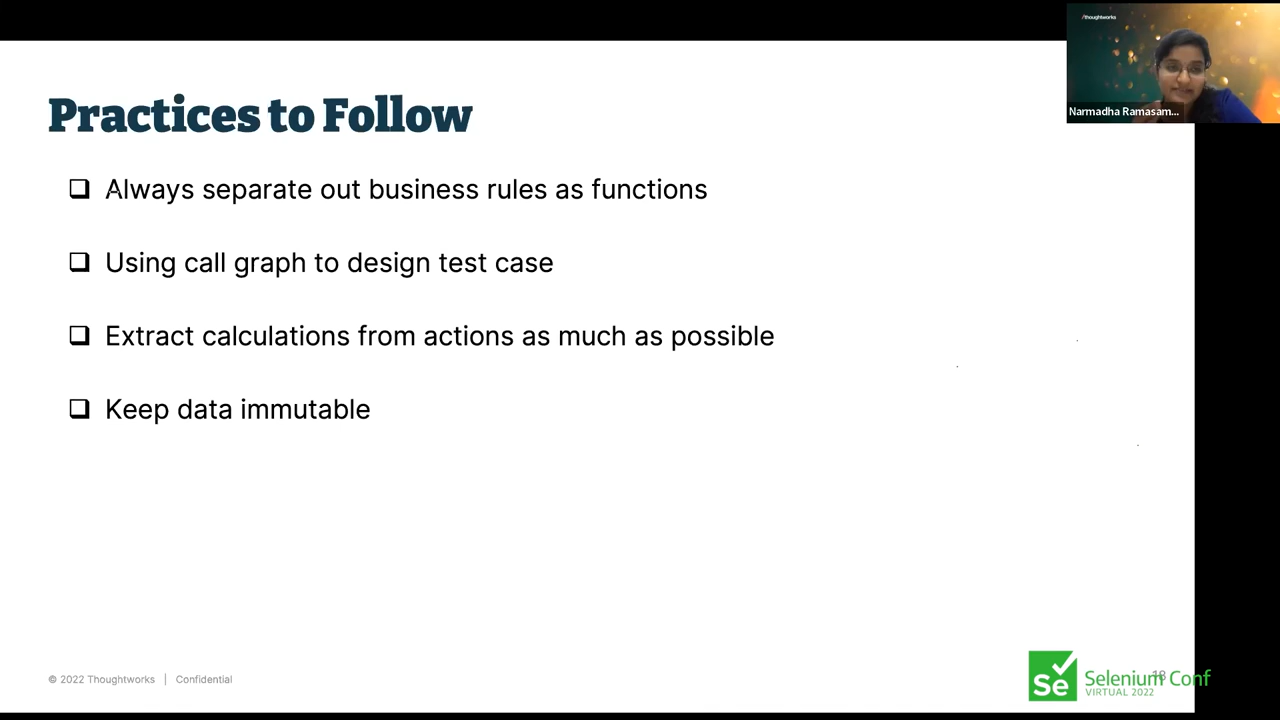 /thoughtworks
Narmadha Ramasam...
Practices to Follow
Always separate out business rules as functions
Using call graph to design test case
Extract calculations from actions as much as possible
Keep data immutable
© 2022 Thoughtworks | Confidential
18
Se
Selenium Conf
VIRTUAL 2022